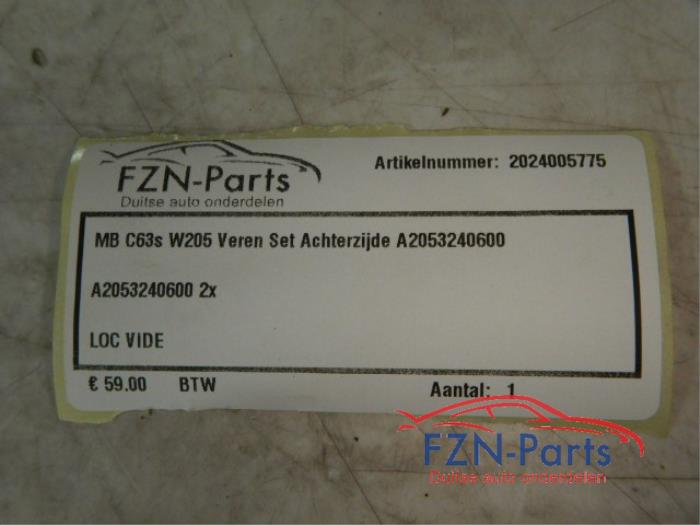 FZN-Parts
Duitse auto onderdelen
Artikelnummer: 2024005775
MB C63s W205 Veren Set Achterzijde A2053240600
A2053240600 2x
LOC VIDE
€ 59.00 BTW
Aantal: 1
FZN-Parts
Duitse auto onderdelen